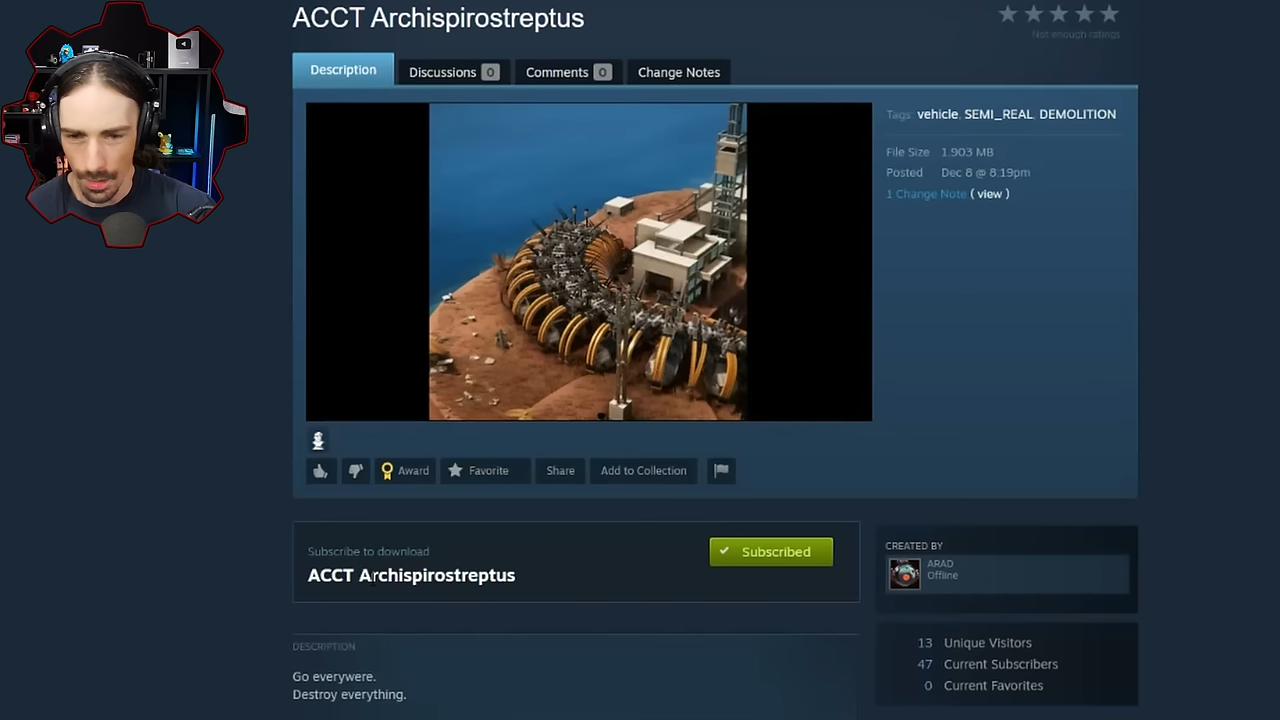 ACCT Archispirostreptus
Not enough ratings
Description
Discussions 0
Comments 0
Change Notes
Tags vehicle, SEMI_REAL, DEMOLITION
File Size 1.903 MB
Posted Dec 8 @ 8:19pm
1 Change Note ( view )
Award
Favorite
Share
Add to Collection
Subscribe to download
ACCT Archispirostreptus
Subscribed
CREATED BY
ARAD
Offline
DESCRIPTION
Go everywere.
Destroy everything.
13 Unique Visitors
47 Current Subscribers
0 Current Favorites